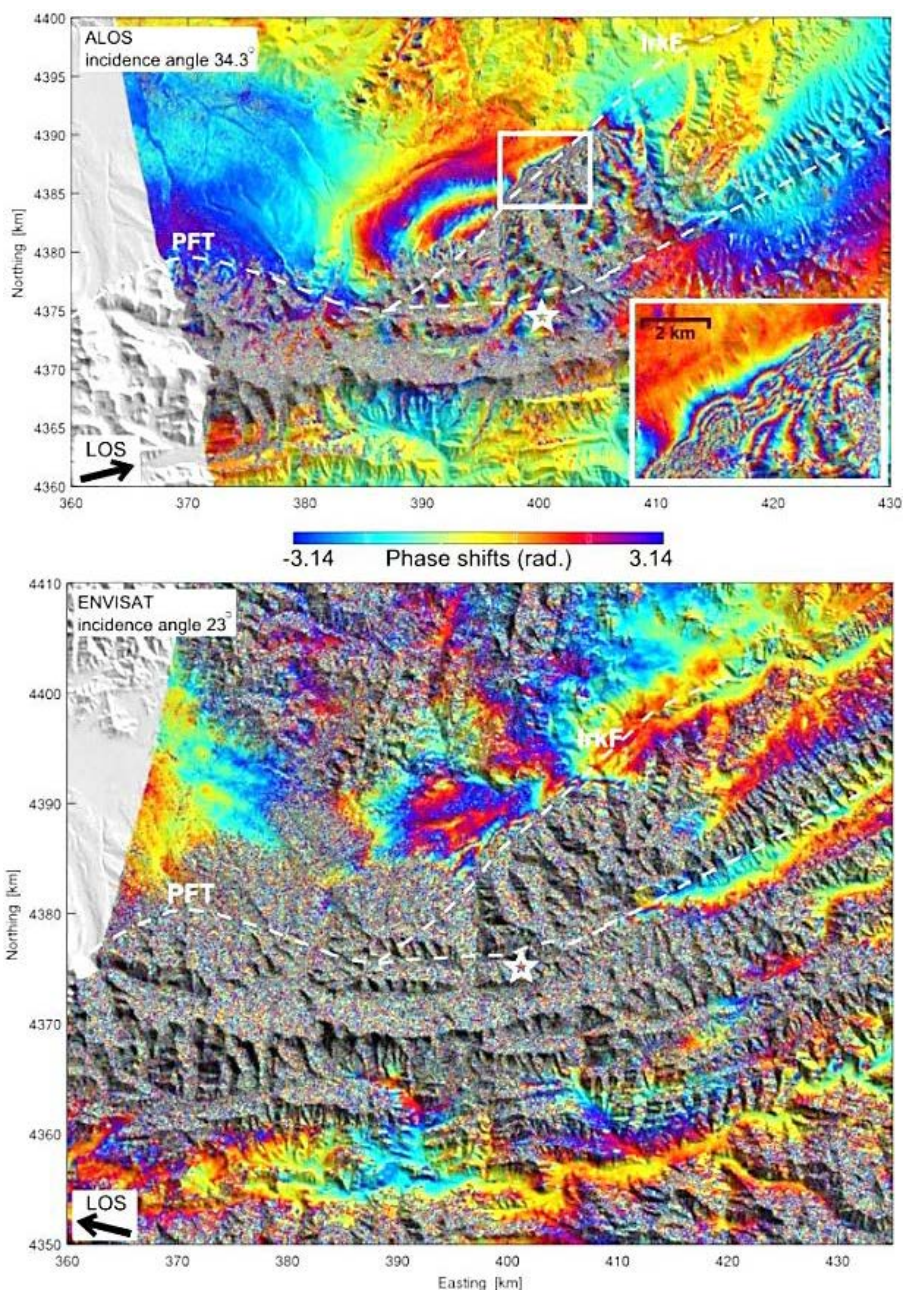 ALOS
incidence angle 34.3°
IrkF
PFT
2 km
LOS
Northing [km]
4400
4395
4390
4385
4380
4375
4370
4365
4360
360
370
380
390
400
410
420
430
-3.14 Phase shifts (rad.) 3.14
ENVISAT
incidence angle 23°
IrkF
PFT
LOS
Northing [km]
4410
4400
4390
4380
4370
4360
4350
360
370
380
390
400
410
420
430
Easting [km]